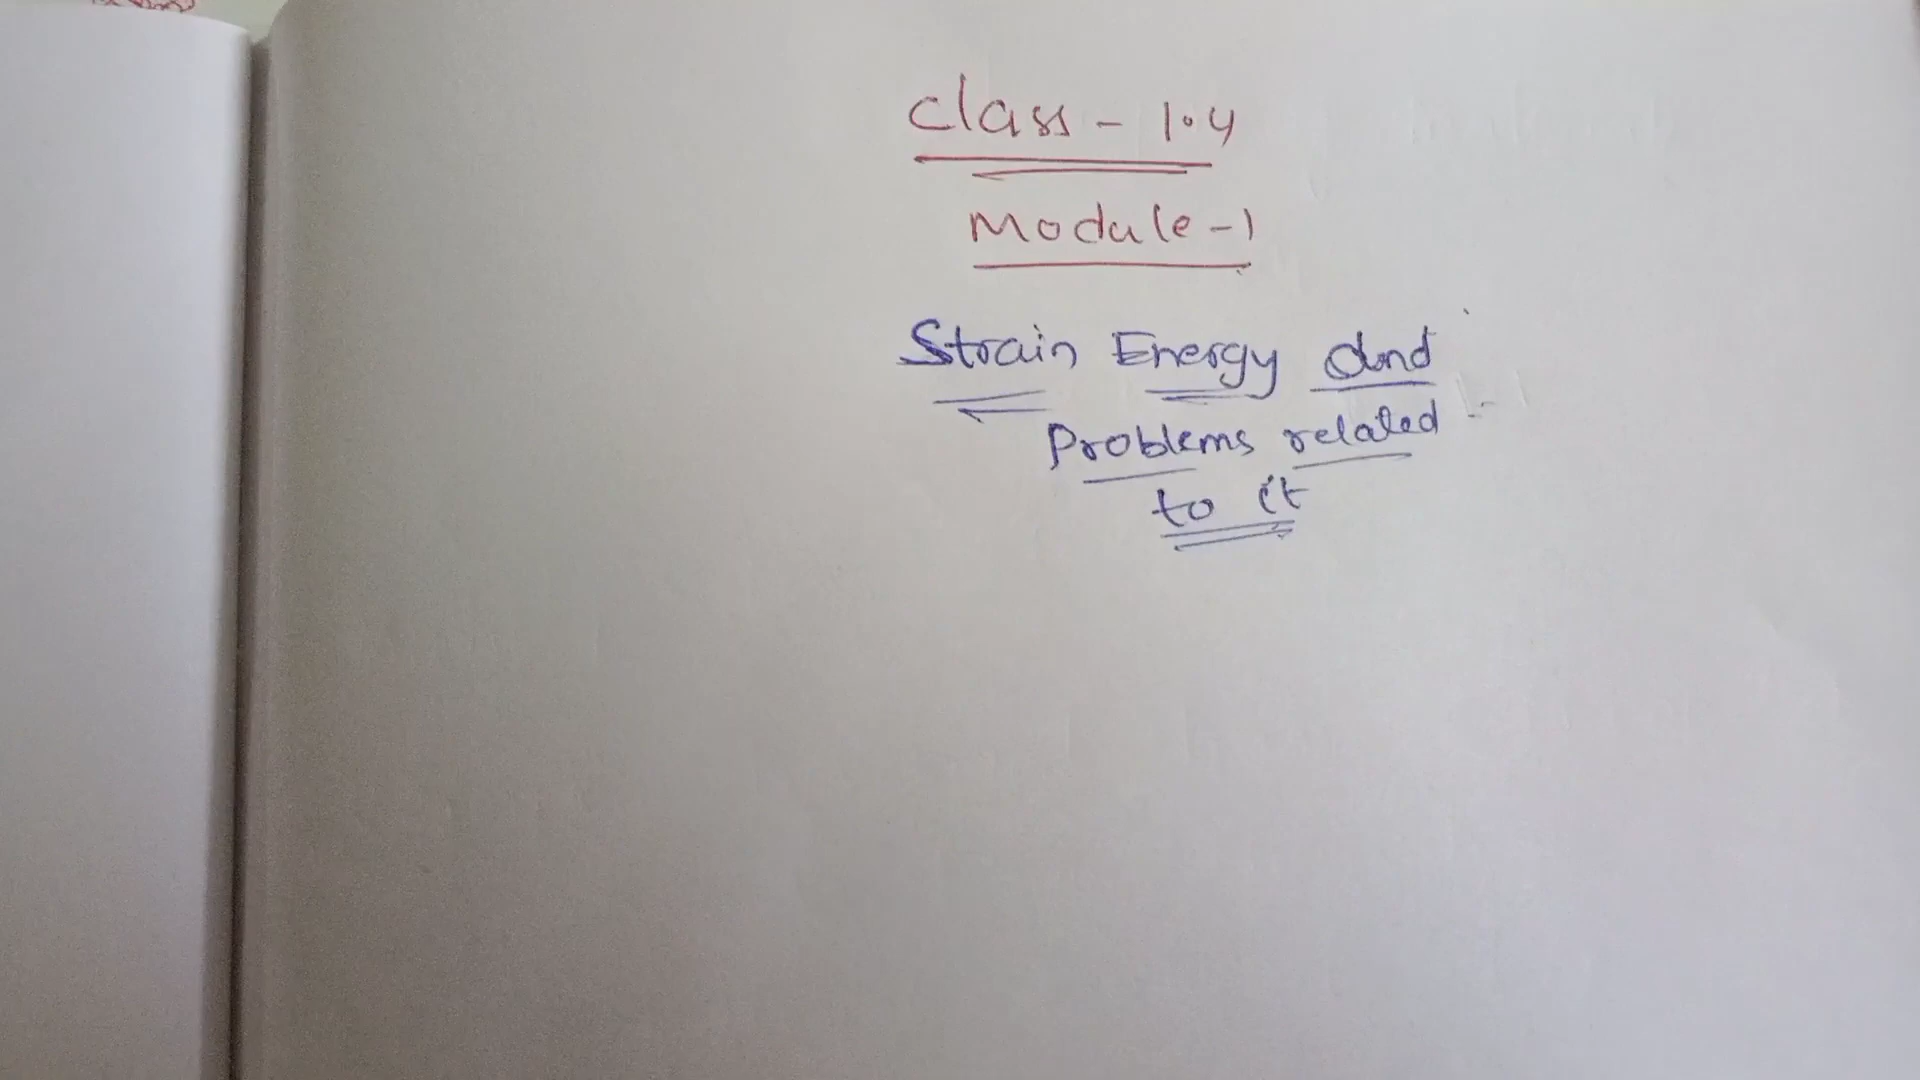 Class - 1.4
Module - 1
Strain Energy and
Problems related
to it